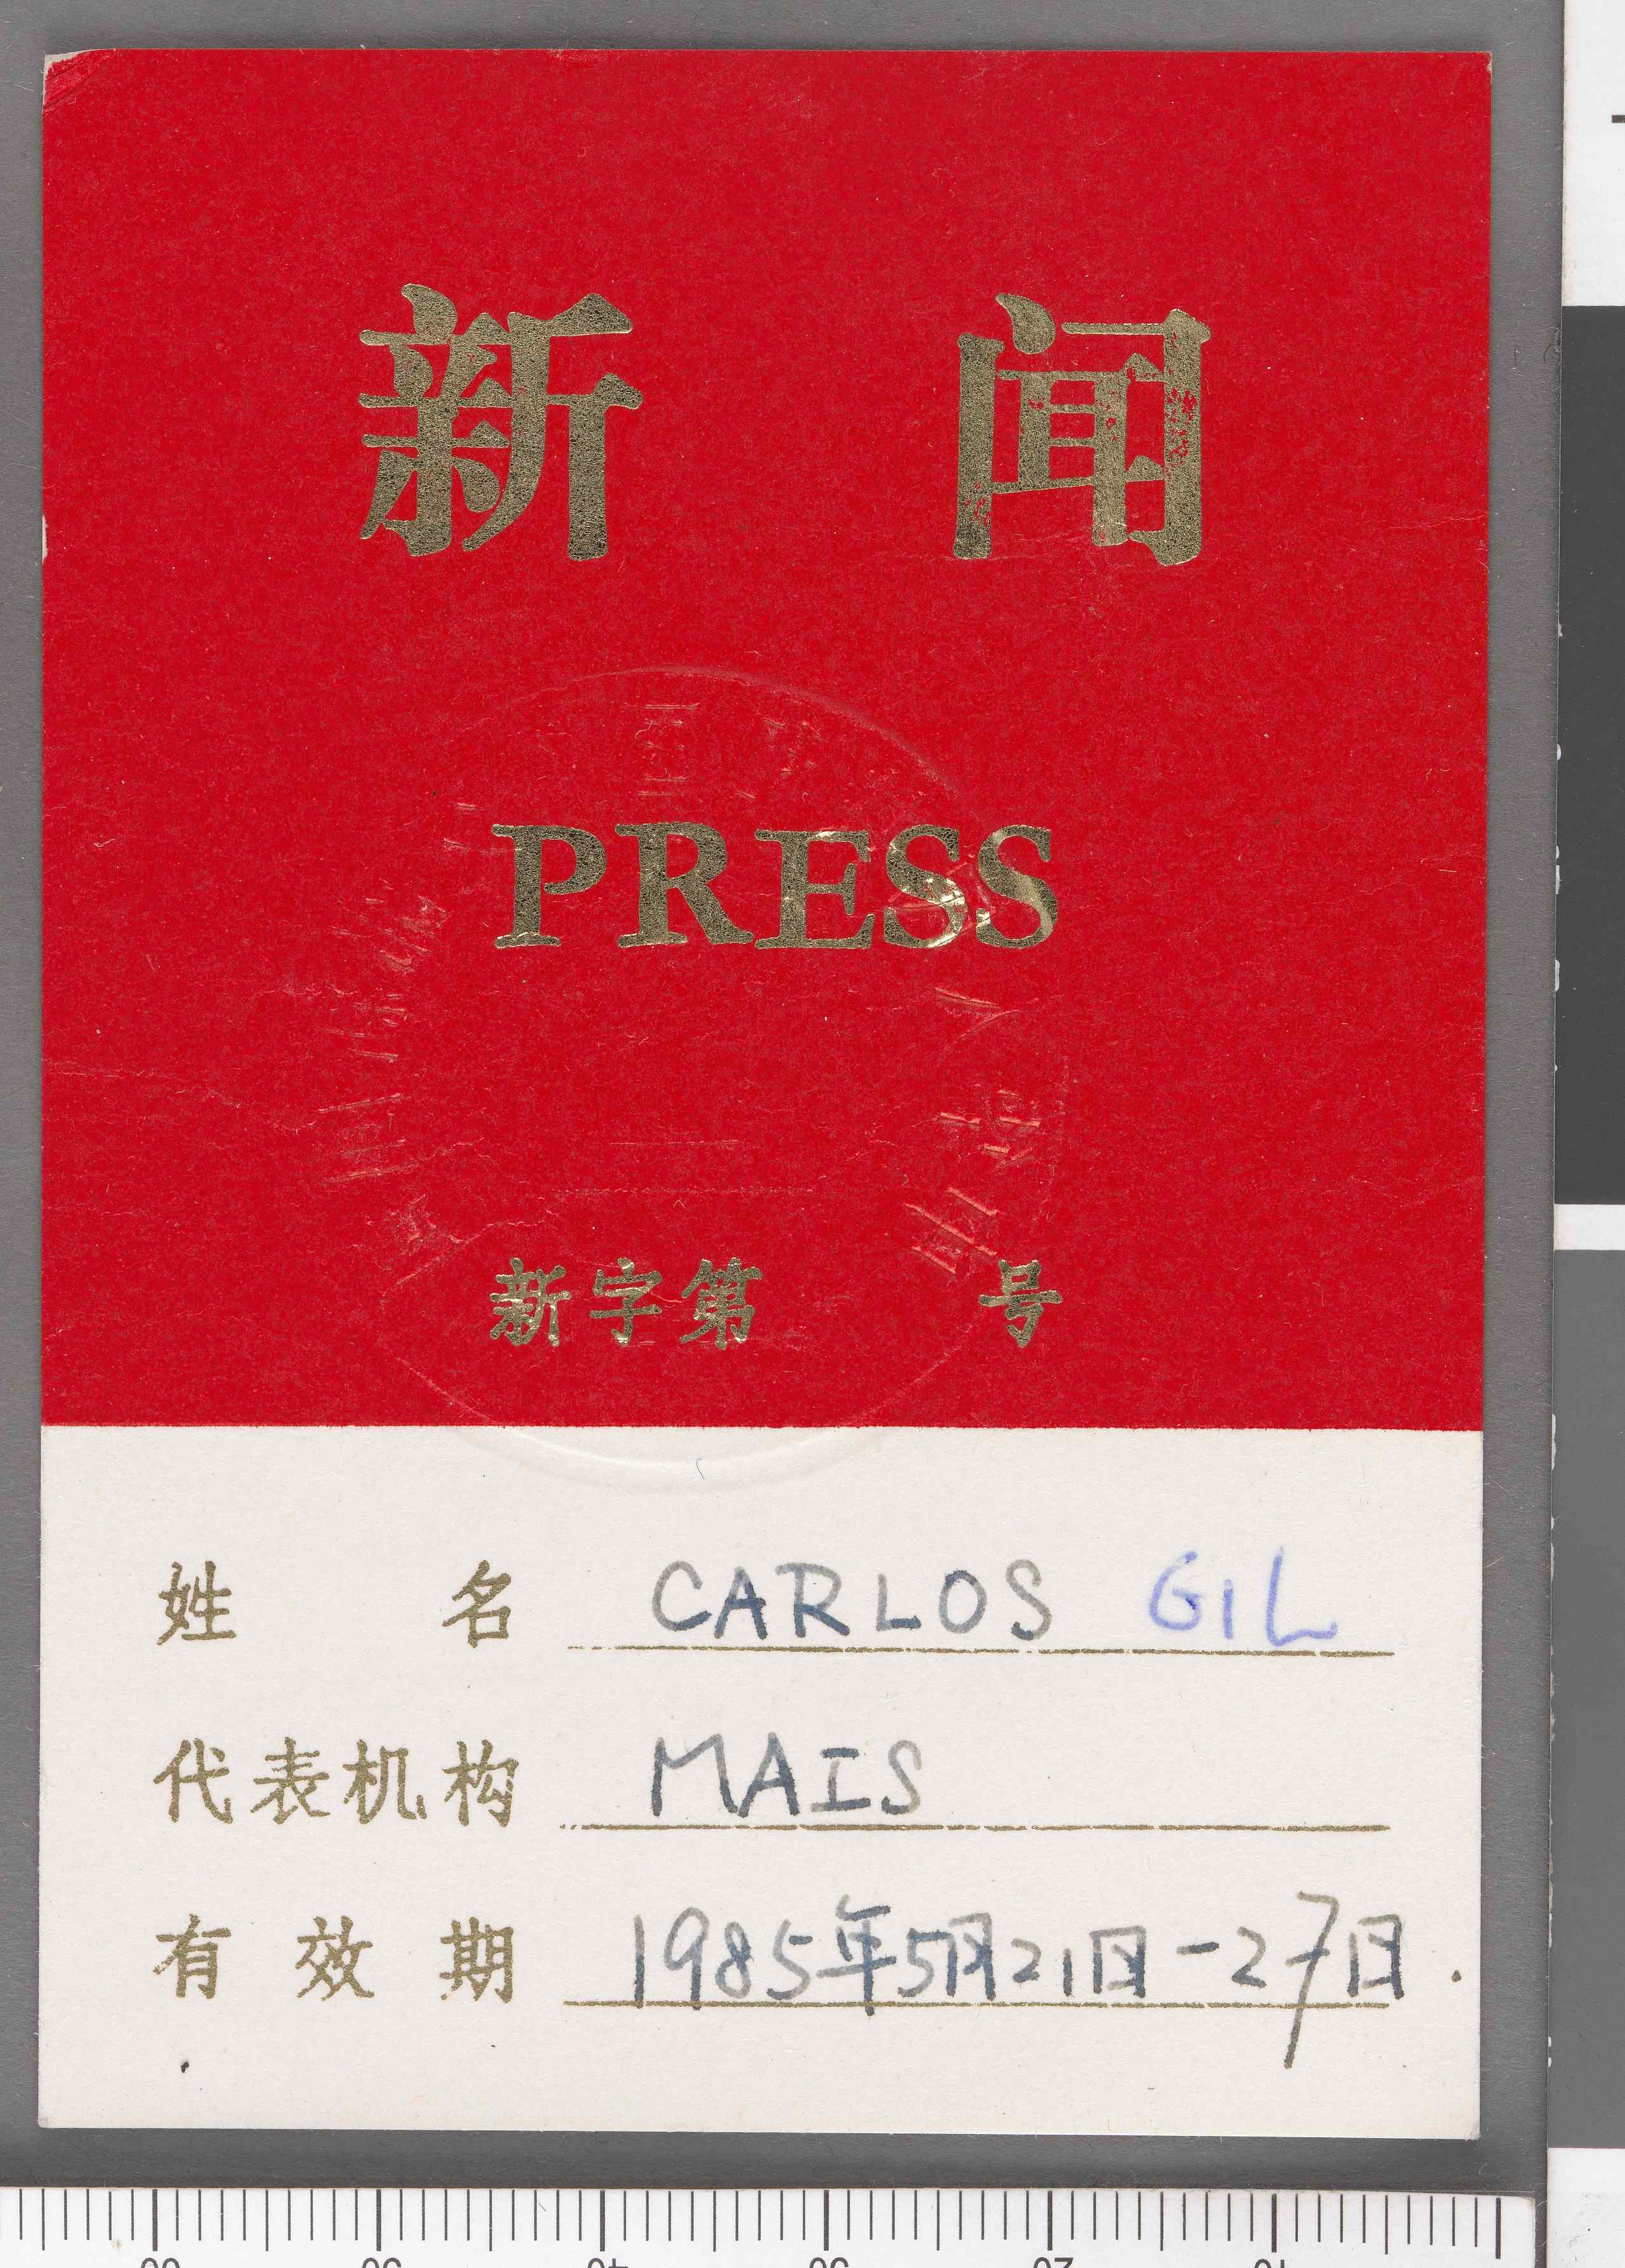 新 闻
PRESS
新字第 号
姓 名 CARLOS GIL
代表机构 MAIS
有 效 期 1985年5月21日-27日.